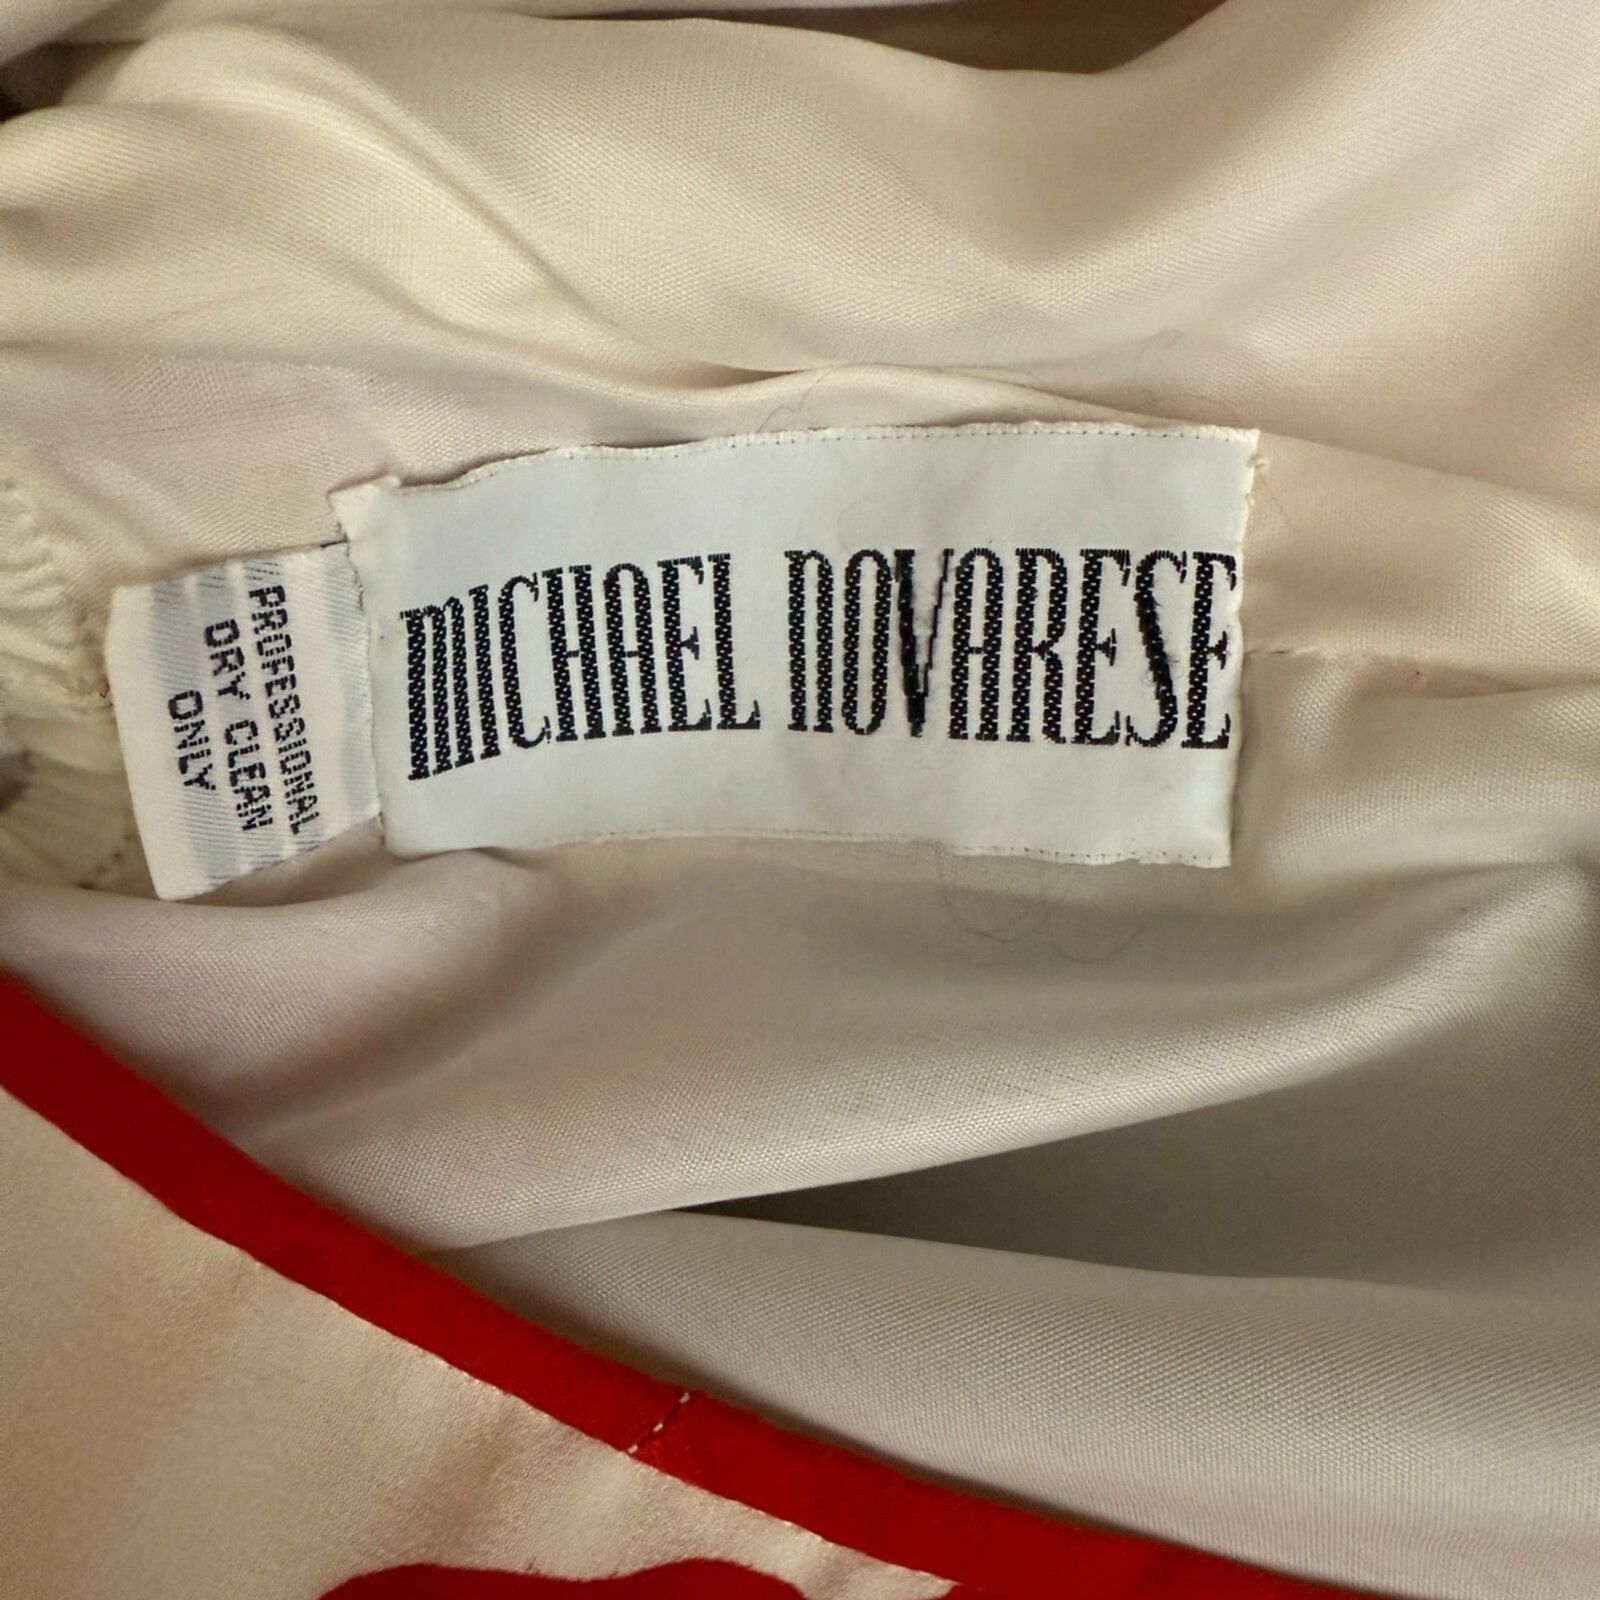 MICHAEL NOVARESE
PROFESSIONAL
DRY CLEAN
ONLY